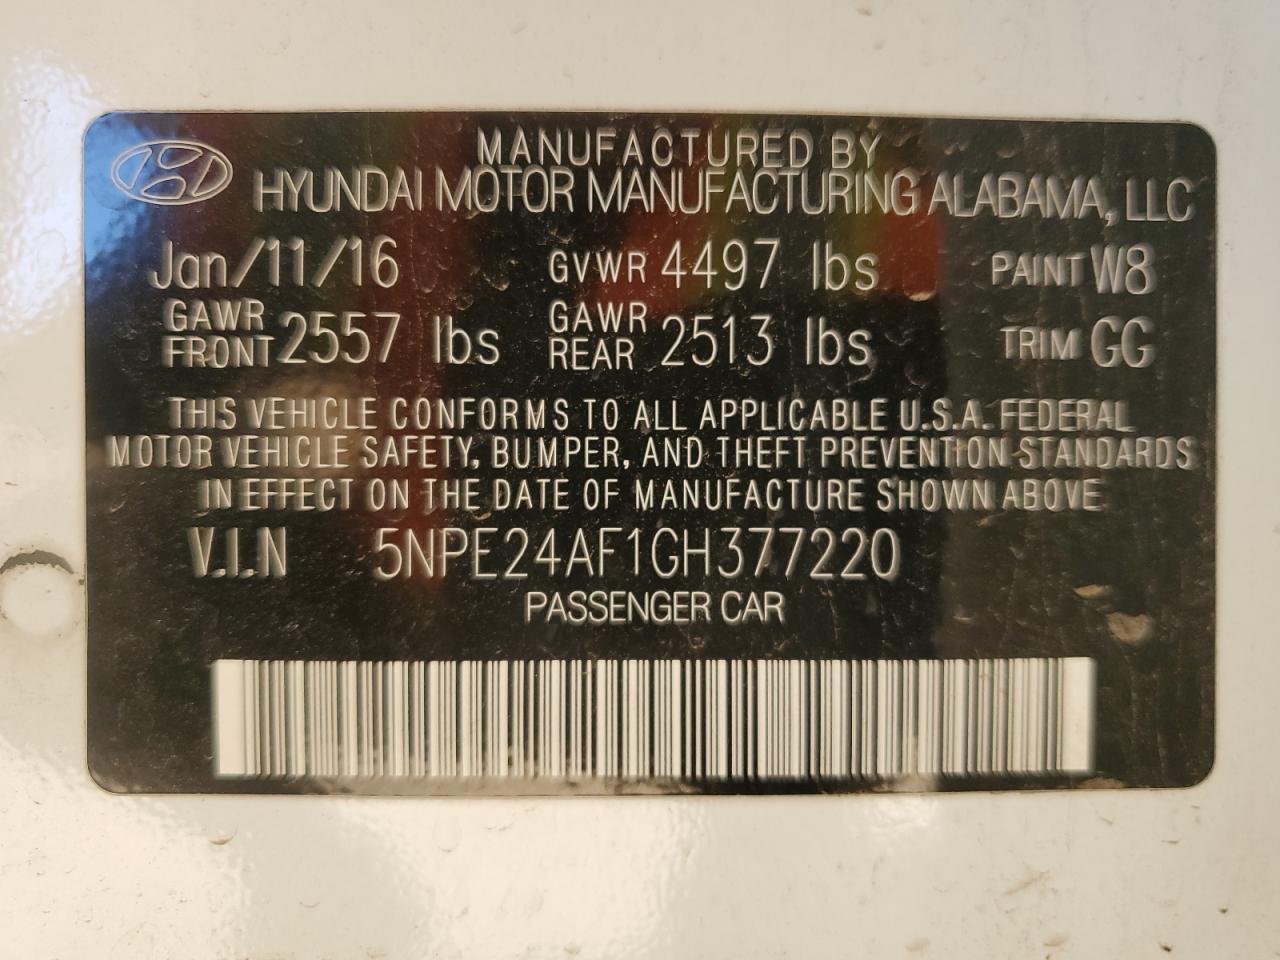 MANUFACTURED BY
HYUNDAI MOTOR MANUFACTURING ALABAMA, LLC
Jan/11/16 GVWR 4497 lbs PAINT W8
GAWR FRONT 2557 lbs GAWR REAR 2513 lbs TRIM GG
THIS VEHICLE CONFORMS TO ALL APPLICABLE U.S.A. FEDERAL
MOTOR VEHICLE SAFETY, BUMPER, AND THEFT PREVENTION STANDARDS
IN EFFECT ON THE DATE OF MANUFACTURE SHOWN ABOVE
V.I.N 5NPE24AF1GH377220
PASSENGER CAR